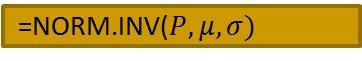 =NORM.INV(𝑃, 𝜇, 𝜎)